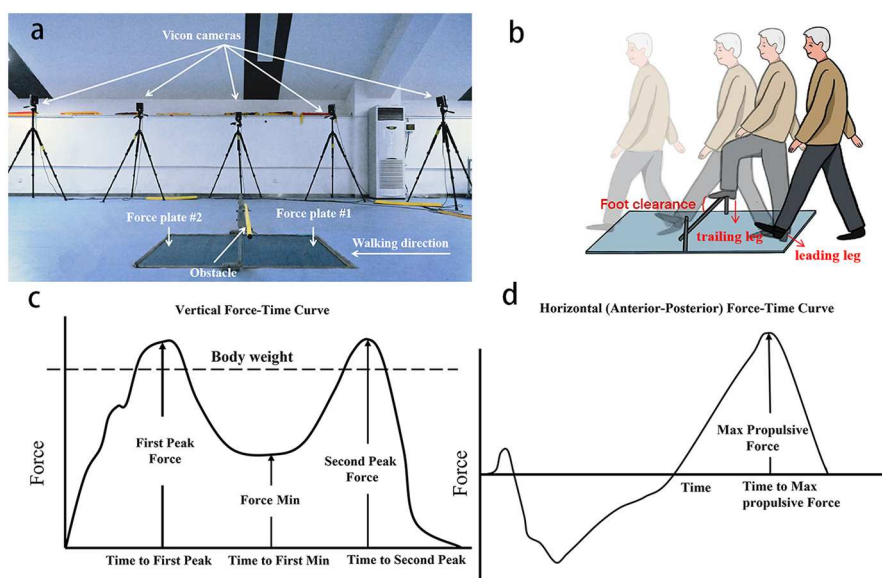 a
Vicon cameras
Force plate #2
Force plate #1
Walking direction
Obstacle
b
Foot clearance
trailing leg
leading leg
c
Vertical Force-Time Curve
Body weight
First Peak
Force
Second Peak
Force
Force Min
Force
Time to First Peak
Time to First Min
Time to Second Peak
d
Horizontal (Anterior-Posterior) Force-Time Curve
Max Propulsive
Force
Force
Time
Time to Max
propulsive Force